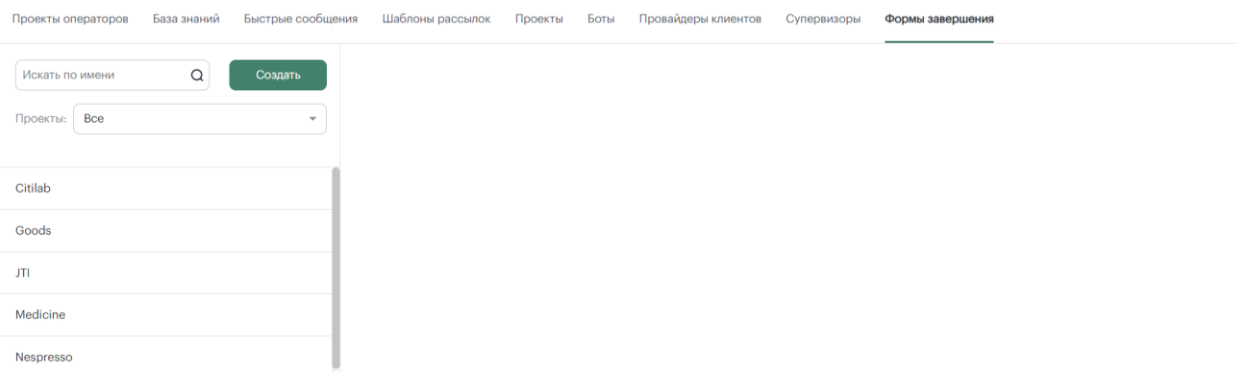 Проекты операторов База знаний Быстрые сообщения Шаблоны рассылок Проекты Боты Провайдеры клиентов Супервизоры Формы завершения
Искать по имени Создать
Проекты: Все
Citilab
Goods
JTI
Medicine
Nespresso